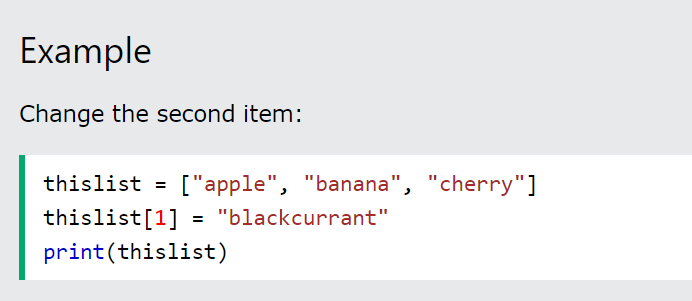 Example
Change the second item:
thislist = ["apple", "banana", "cherry"]
thislist[1] = "blackcurrant"
print(thislist)